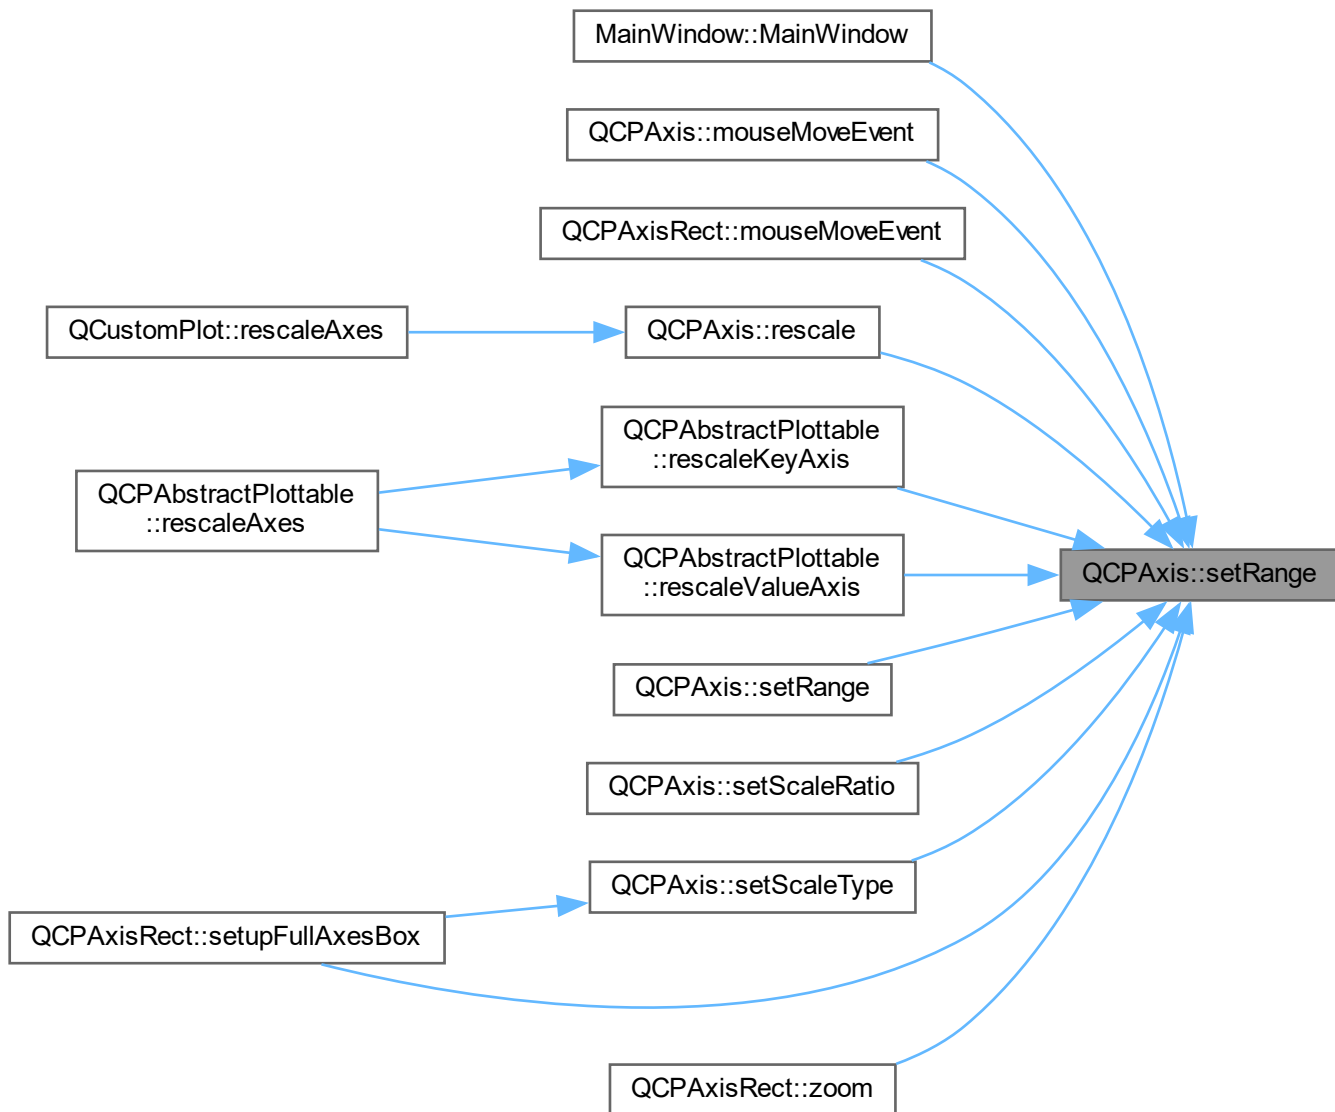 MainWindow::MainWindow
QCPAxis::mouseMoveEvent
QCPAxisRect::mouseMoveEvent
QCustomPlot::rescaleAxes
QCPAxis::rescale
QCPAbstractPlottable
::rescaleKeyAxis
QCPAbstractPlottable
::rescaleAxes
QCPAbstractPlottable
::rescaleValueAxis
QCPAxis::setRange
QCPAxis::setRange
QCPAxis::setScaleRatio
QCPAxis::setScaleType
QCPAxisRect::setupFullAxesBox
QCPAxisRect::zoom